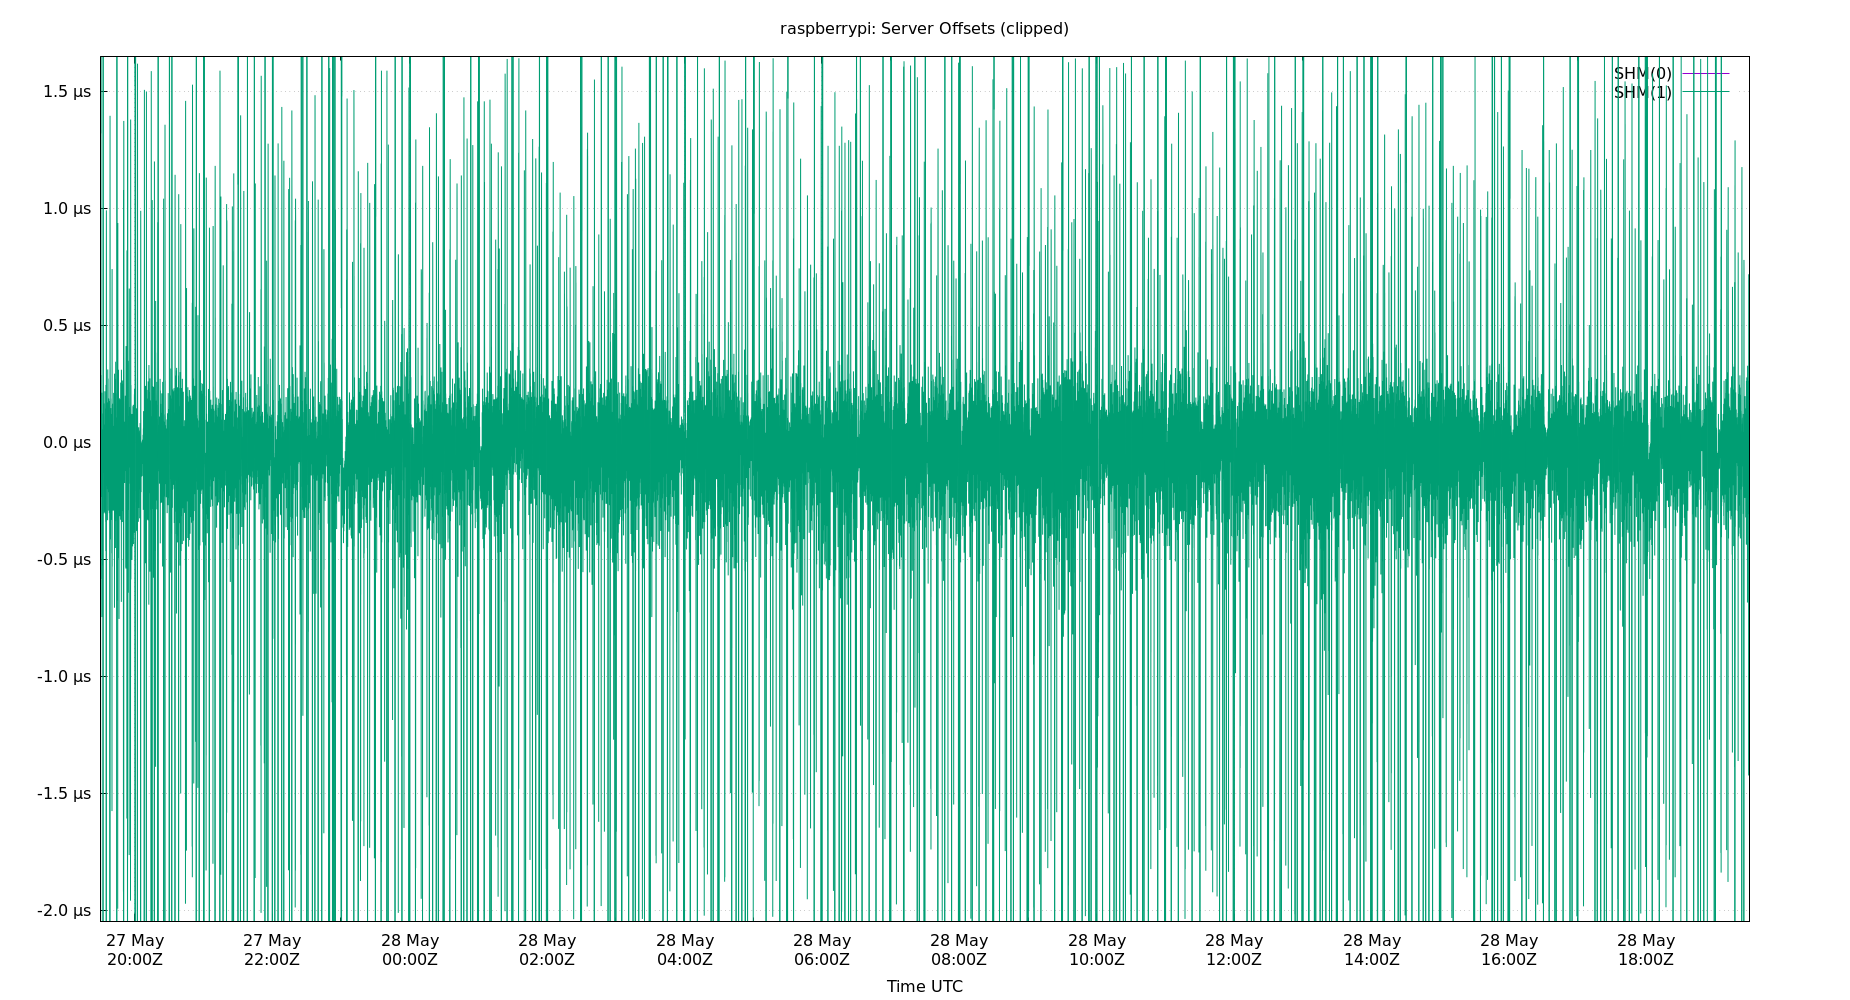 raspberrypi: Server Offsets (clipped)
SHM(0)
SHM(1)
1.5 µs
1.0 µs
0.5 µs
0.0 µs
-0.5 µs
-1.0 µs
-1.5 µs
-2.0 µs
27 May 27 May 28 May 28 May 28 May 28 May 28 May 28 May 28 May 28 May 28 May 28 May
20:00Z 22:00Z 00:00Z 02:00Z 04:00Z 06:00Z 08:00Z 10:00Z 12:00Z 14:00Z 16:00Z 18:00Z
Time UTC